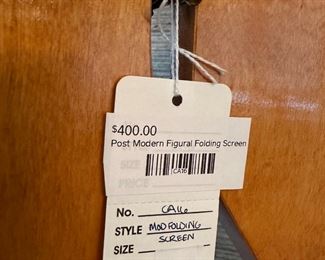 $400.00
Post Modern Figural Folding Screen
SIZE
CA16
PRICE
No. CA16
STYLE MOD FOLDING
SCREEN
SIZE